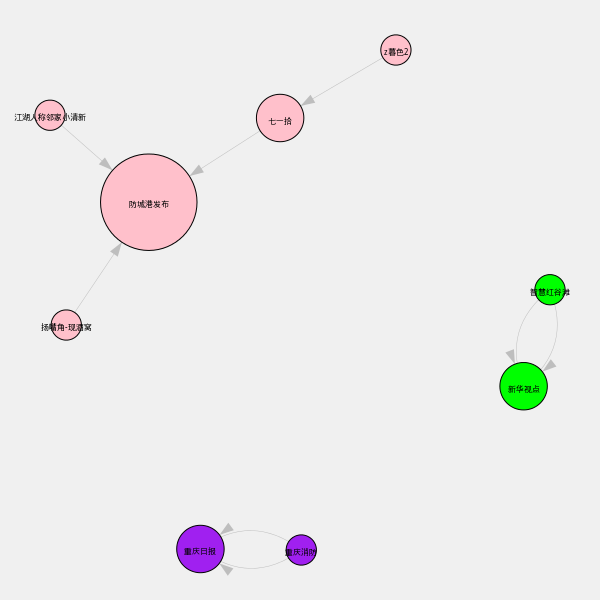 z暮色2
江湖人称邻家小清新
七一拾
防城港发布
智慧红谷滩
扬嘴角-现酒窝
新华视点
重庆日报
重庆消防